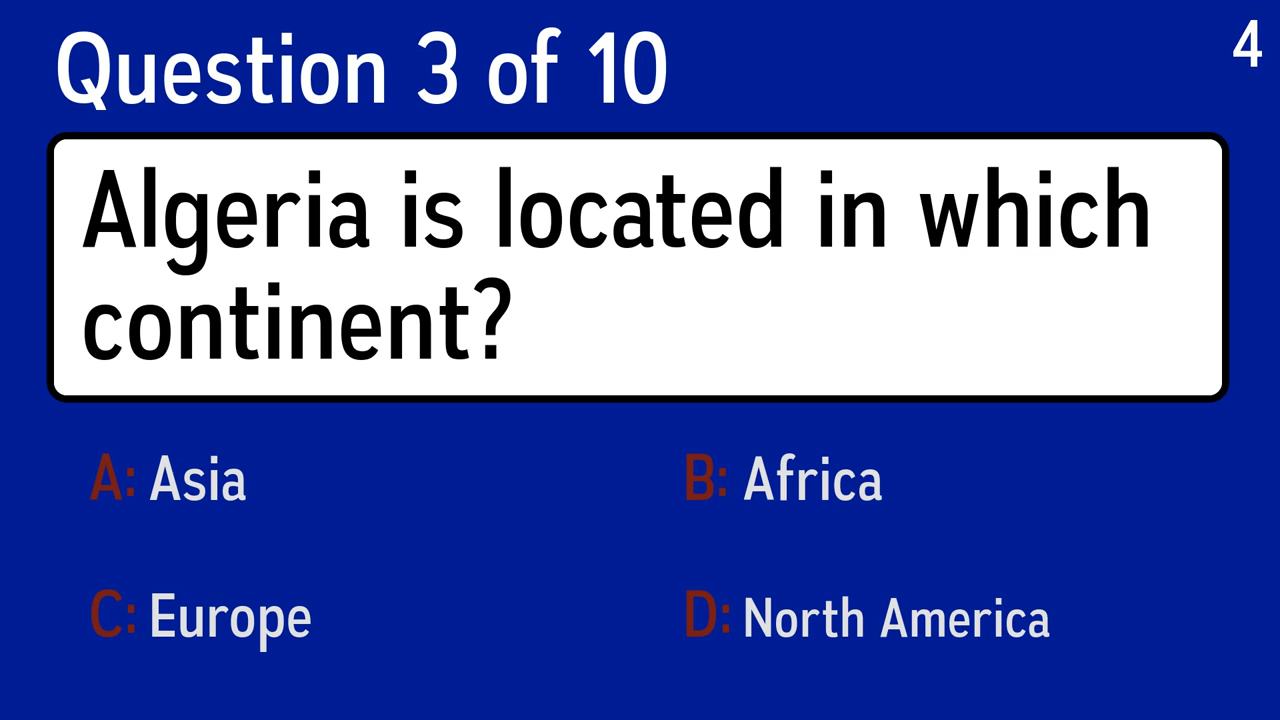 Question 3 of 10
4
Algeria is located in which
continent?
A: Asia
B: Africa
C: Europe
D: North America